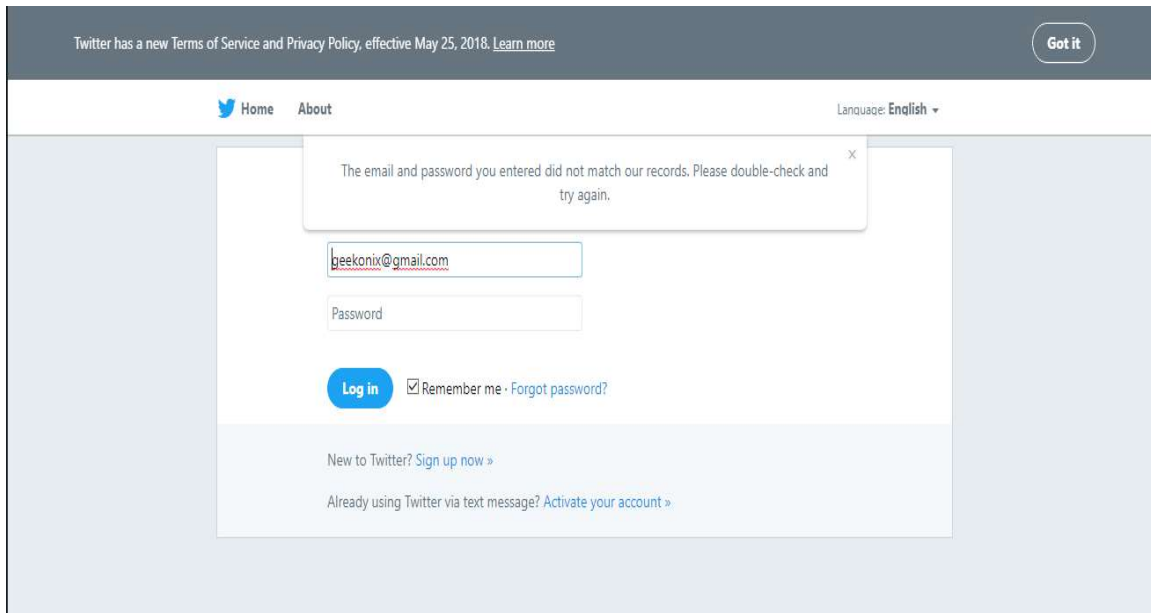 Twitter has a new Terms of Service and Privacy Policy, effective May 25, 2018. Learn more
Got it
Home About
Language: English
x
The email and password you entered did not match our records. Please double-check and
try again.
geekonix@gmail.com
Password
Log in
Remember me · Forgot password?
New to Twitter? Sign up now »
Already using Twitter via text message? Activate your account »